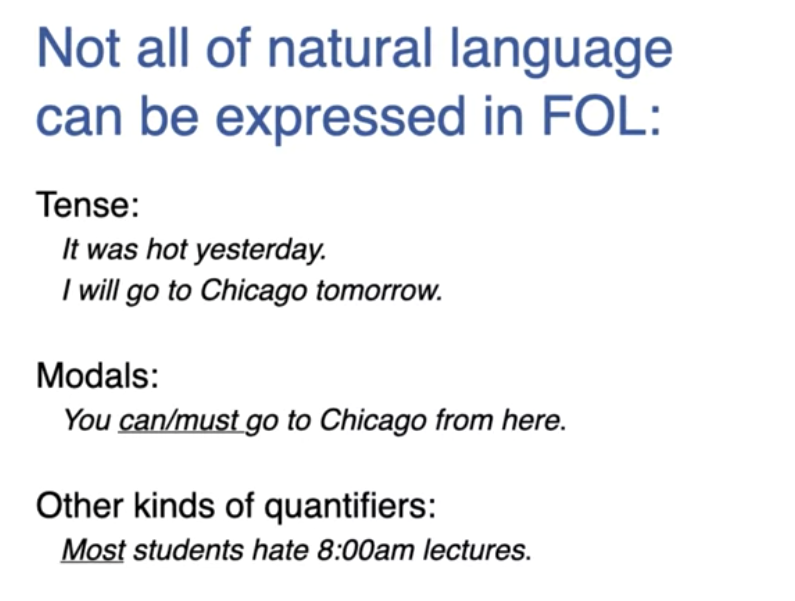 Not all of natural language
can be expressed in FOL:
Tense:
It was hot yesterday.
I will go to Chicago tomorrow.
Modals:
You can/must go to Chicago from here.
Other kinds of quantifiers:
Most students hate 8:00am lectures.